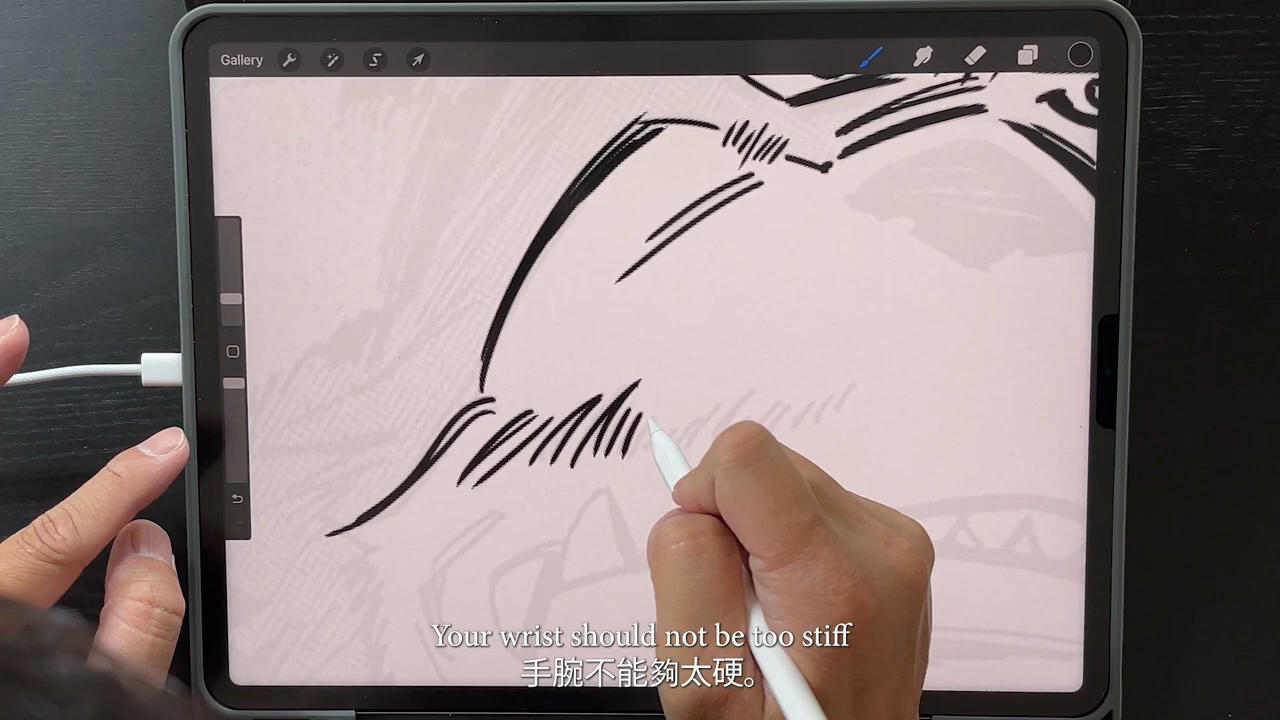 Gallery
Your wrist should not be too stiff
手腕不能夠太硬。